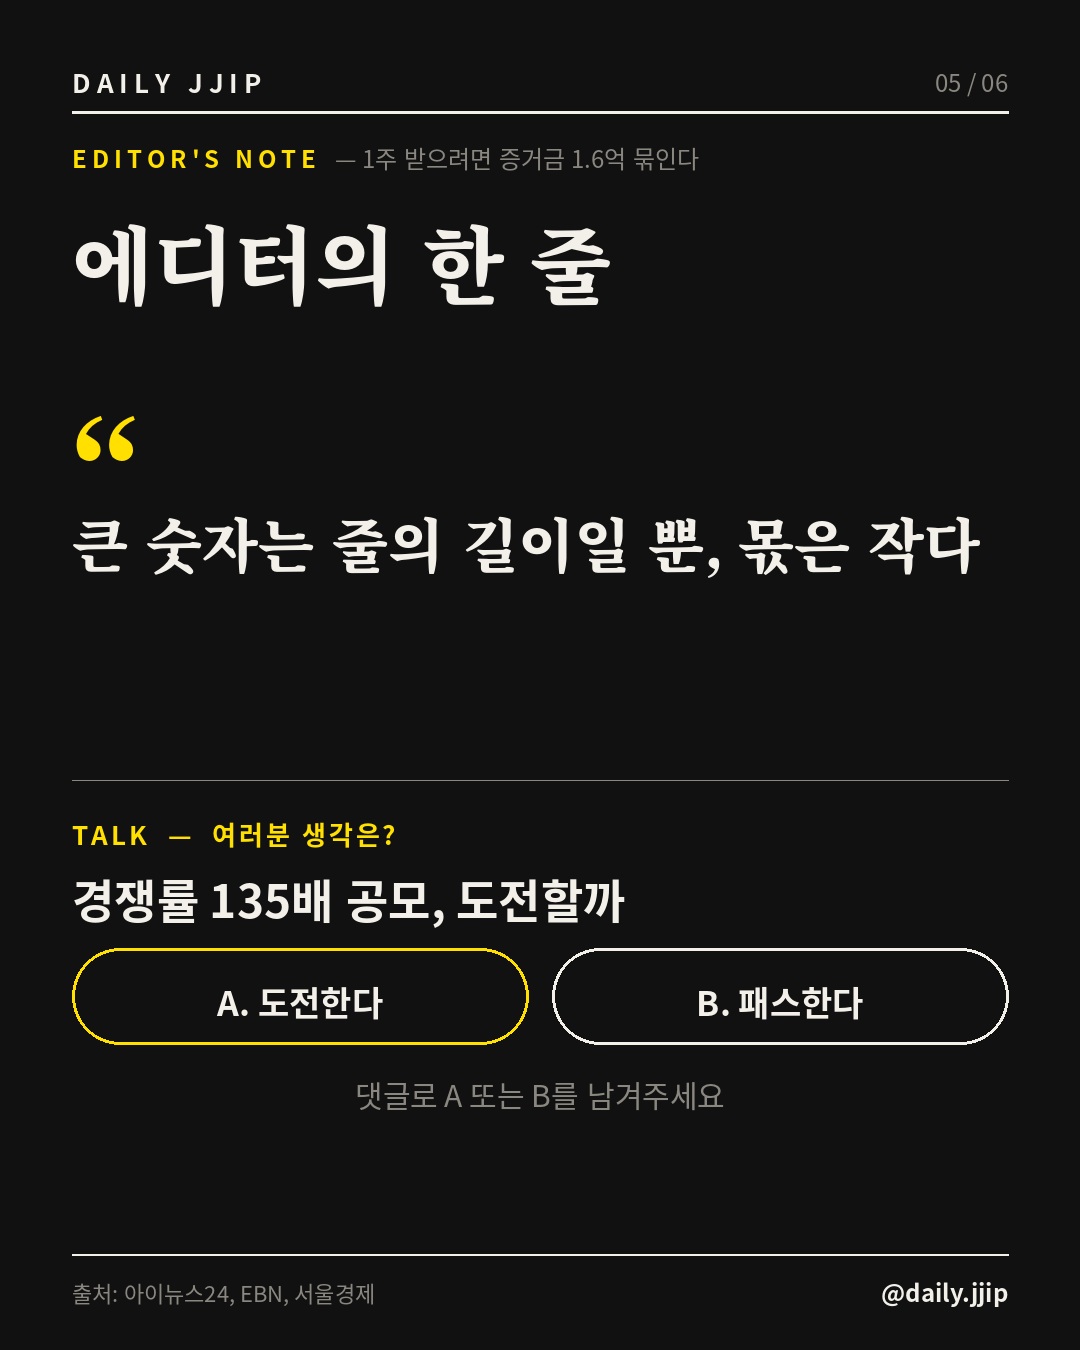 DAILY JJIP
05 / 06
EDITOR'S NOTE — 1주 받으려면 증거금 1.6억 묶인다
에디터의 한 줄
“
큰 숫자는 줄의 길이일 뿐, 몫은 작다
TALK — 여러분 생각은?
경쟁률 135배 공모, 도전할까
A. 도전한다
B. 패스한다
댓글로 A 또는 B를 남겨주세요
출처: 아이뉴스24, EBN, 서울경제
@daily.jjip